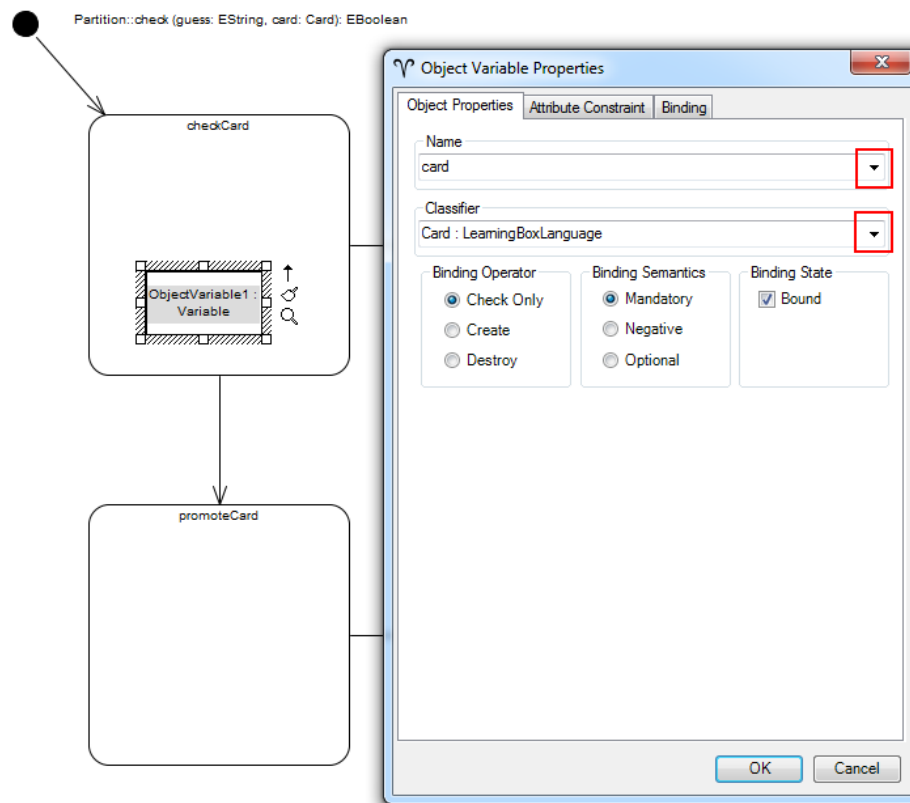 Partition::check (guess: EString, card: Card): EBoolean
checkCard
ObjectVariable1 :
Variable
promoteCard
Object Variable Properties
Object Properties Attribute Constraint Binding
Name
card
Classifier
Card : LearningBoxLanguage
Binding Operator Binding Semantics Binding State
Check Only Mandatory Bound
Create Negative
Destroy Optional
OK Cancel